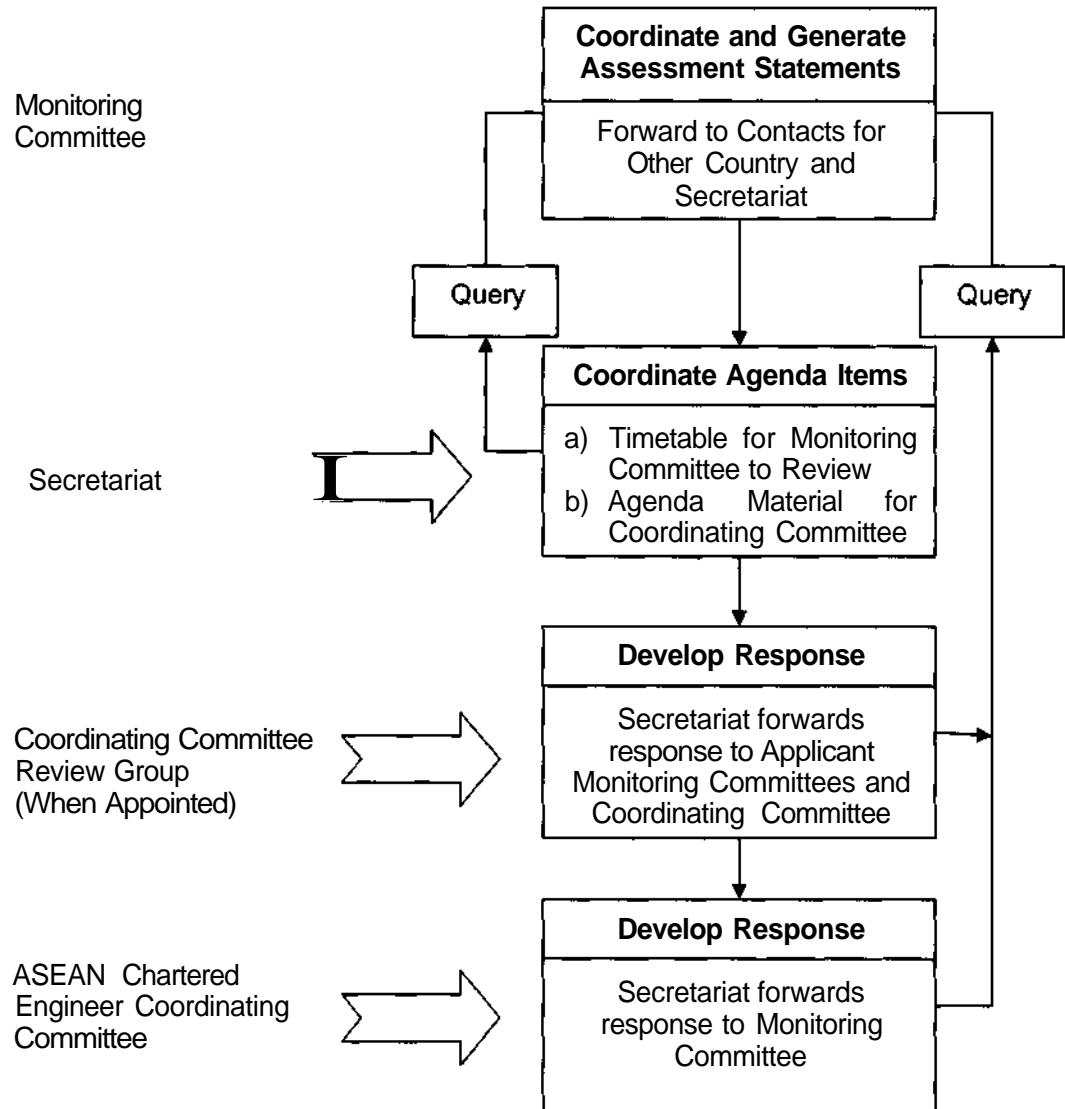 Coordinate and Generate
Assessment Statements
Monitoring
Committee
Forward to Contacts for
Other Country and
Secretariat
Query
Query
Coordinate Agenda Items
a) Timetable for Monitoring
Committee to Review
b) Agenda Material for
Coordinating Committee
Secretariat
I
Develop Response
Coordinating Committee
Review Group
(When Appointed)
Secretariat forwards
response to Applicant
Monitoring Committees and
Coordinating Committee
Develop Response
ASEAN Chartered
Engineer Coordinating
Committee
Secretariat forwards
response to Monitoring
Committee